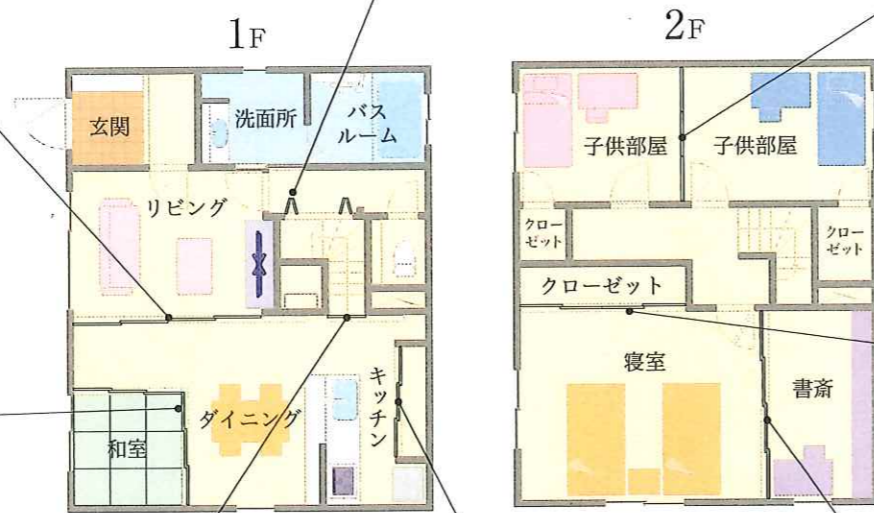 1F
2F
玄関
洗面所
バス
ルーム
リビング
和室
ダイニング
キッチン
子供部屋
子供部屋
クロー
ゼット
クロー
ゼット
クローゼット
寝室
書斎